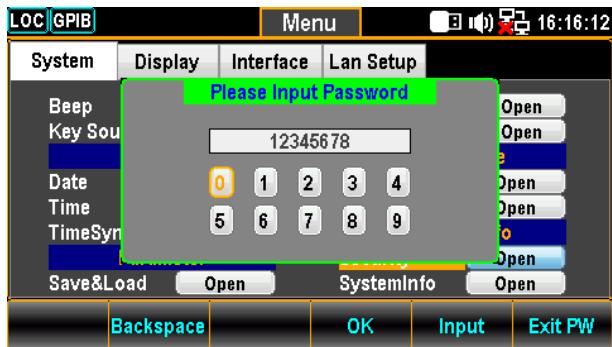 LOC GPIB Menu 16:16:12
System Display Interface Lan Setup
Please Input Password
Beep Open
Key Sou Open
12345678
Date 0 1 2 3 4 Open
Time 5 6 7 8 9 Open
TimeSyn
Open
Save&Load Open SystemInfo Open
Backspace OK Input Exit PW